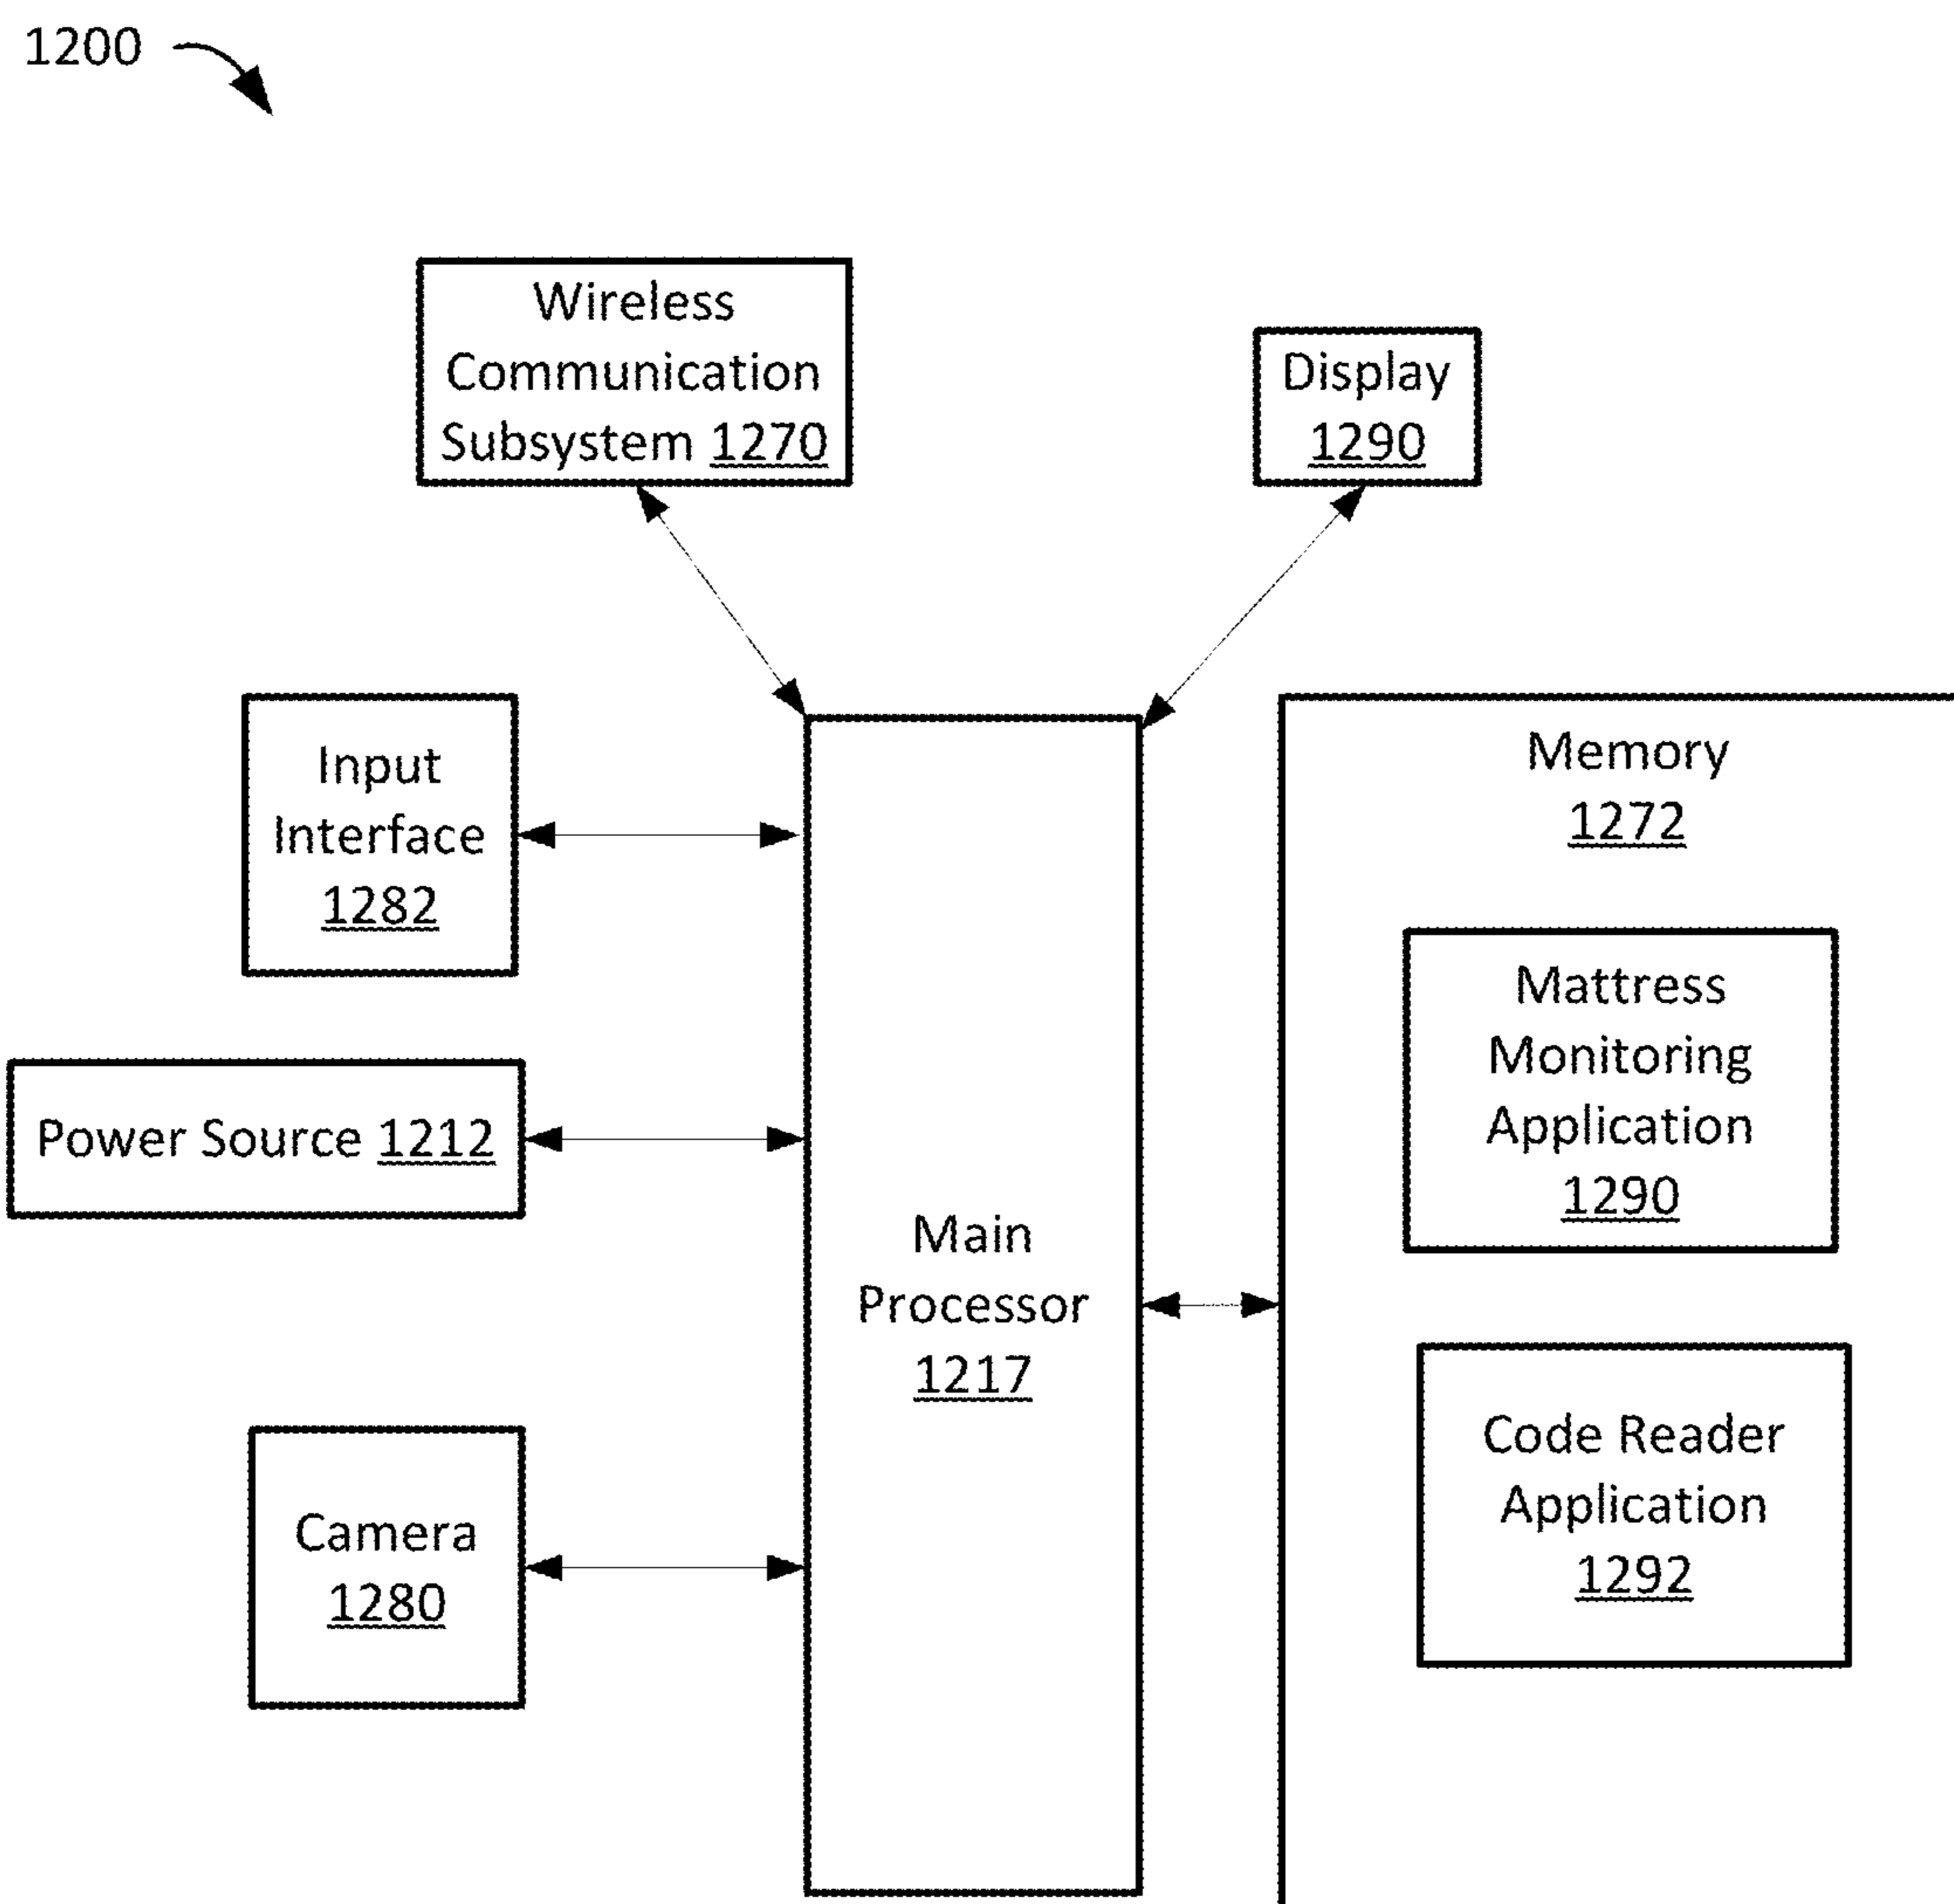 1200
Wireless
Communication
Subsystem 1270
Display
1290
Input
Interface
1282
Power Source 1212
Camera
1280
Main
Processor
1217
Memory
1272
Mattress
Monitoring
Application
1290
Code Reader
Application
1292